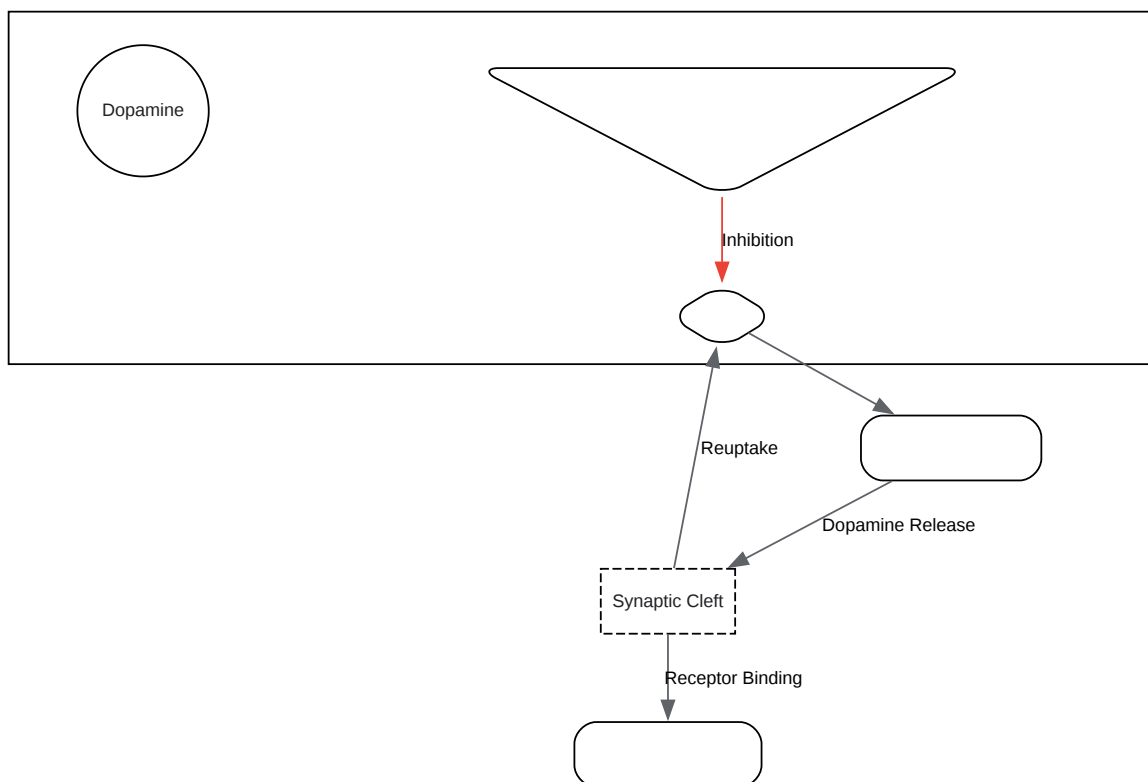 Dopamine
Inhibition
Reuptake
Dopamine Release
Synaptic Cleft
Receptor Binding